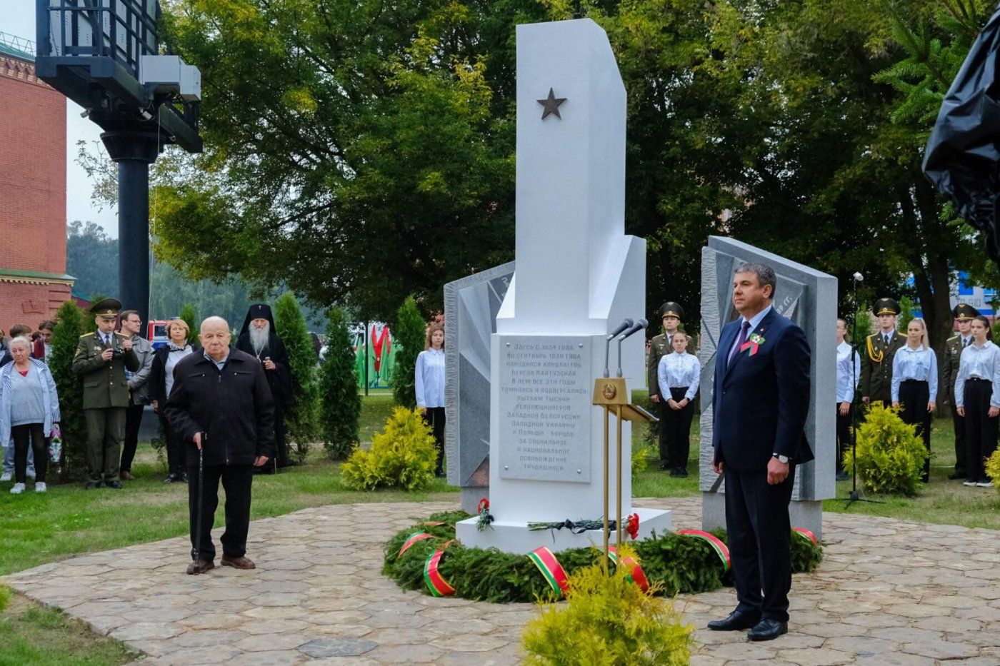 Здесь с 1934 года
по сентябрь 1939 года
находился концлагерь
Береза Картузская
В нем все эти годы
томились и подвергались
пыткам тысячи
революционеров
Западной Белоруссии
Западной Украины
и Польши – борцов
за социальное
и национальное
освобождение
трудящихся
гг.